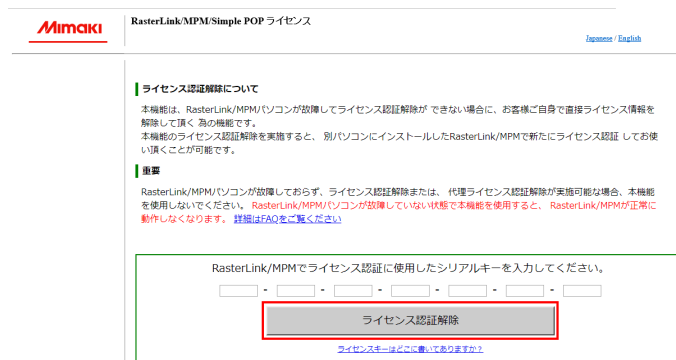 Mimaki
RasterLink/MPM/Simple POP ライセンス
Japanese / English
ライセンス認証解除について
本機能は、RasterLink/MPMパソコンが故障してライセンス認証解除が できない場合に、お客様ご自身で直接ライセンス情報を
解除して頂く 為の機能です。
本機能のライセンス認証解除を実施すると、 別パソコンにインストールしたRasterLink/MPMで新たにライセンス認証 してお使
い頂くことが可能です。
重要
RasterLink/MPMパソコンが故障しておらず、ライセンス認証解除または、 代理ライセンス認証解除が実施可能な場合、本機能
を使用しないでください。 RasterLink/MPMパソコンが故障していない状態で本機能を使用すると、 RasterLink/MPMが正常に
動作しなくなります。 詳細はFAQをご覧ください
RasterLink/MPMでライセンス認証に使用したシリアルキーを入力してください。
- - - - - -
ライセンス認証解除
ライセンスキーはどこに書いてありますか？